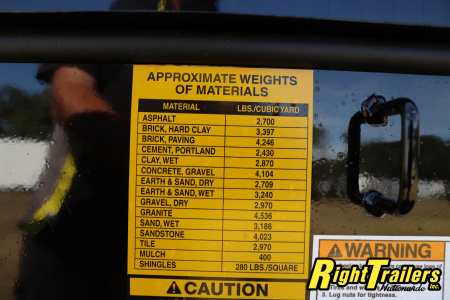 APPROXIMATE WEIGHTS
OF MATERIALS
MATERIAL LBS./CUBIC YARD
ASPHALT 2,700
BRICK, HARD CLAY 3,397
BRICK, PAVING 4,246
CEMENT, PORTLAND 2,430
CLAY, WET 2,870
CONCRETE, GRAVEL 4,104
EARTH & SAND, DRY 2,709
EARTH & SAND, WET 3,240
GRAVEL, DRY 2,970
GRANITE 4,536
SAND, WET 3,186
SANDSTONE 4,023
TILE 2,970
MULCH 400
SHINGLES 280 LBS/SQUARE
CAUTION
WARNING
RightTrailers
Nationwide Inc.
3. Lug nuts for tightness.